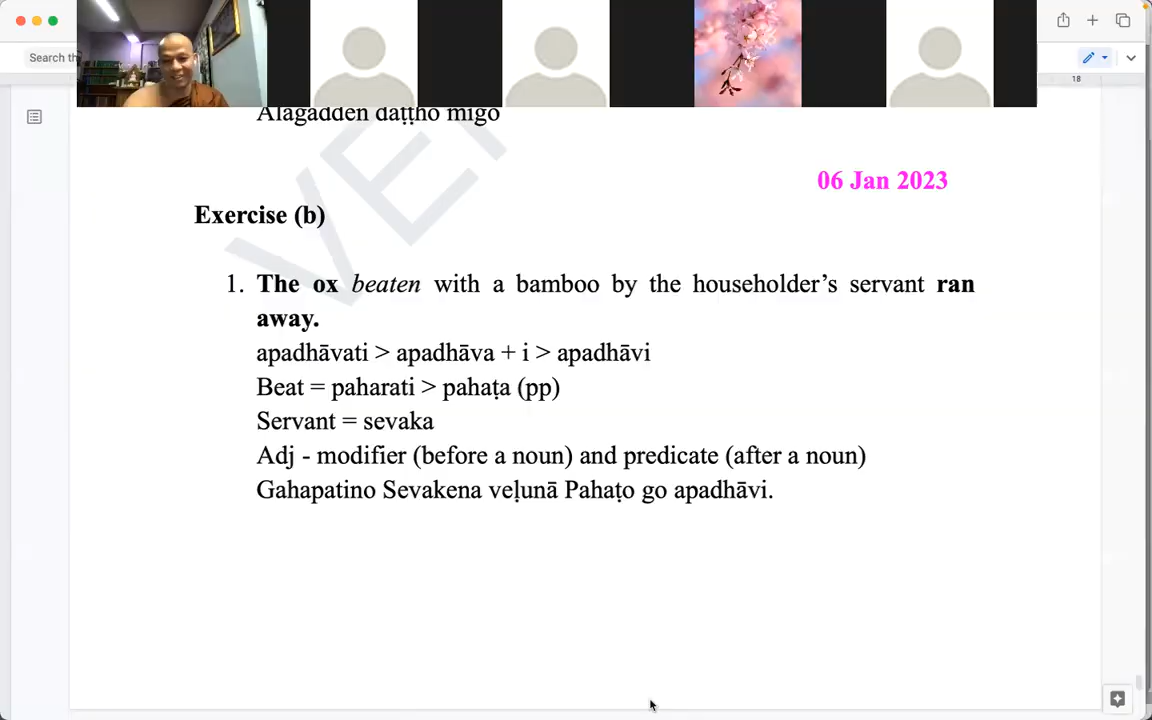 Search th
18
Alagadden daṭṭho migo
06 Jan 2023
Exercise (b)
1. The ox beaten with a bamboo by the householder’s servant ran
away.
apadhāvati > apadhāva + i > apadhāvi
Beat = paharati > pahaṭa (pp)
Servant = sevaka
Adj - modifier (before a noun) and predicate (after a noun)
Gahapatino Sevakena veḷunā Pahaṭo go apadhāvi.